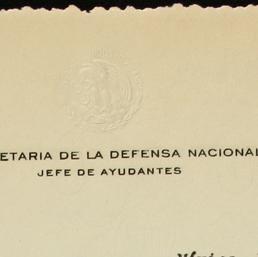 ETARIA DE LA DEFENSA NACIONAL
JEFE DE AYUDANTES